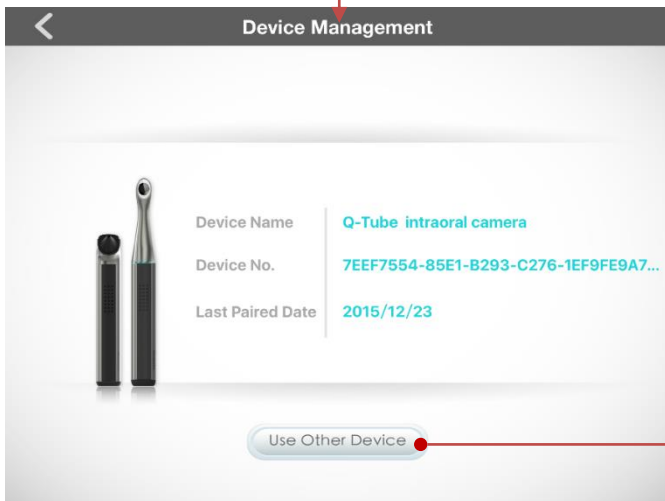 Device Management
Device Name Q-Tube intraoral camera
Device No. 7EEF7554-85E1-B293-C276-1EF9FE9A7...
Last Paired Date 2015/12/23
Use Other Device